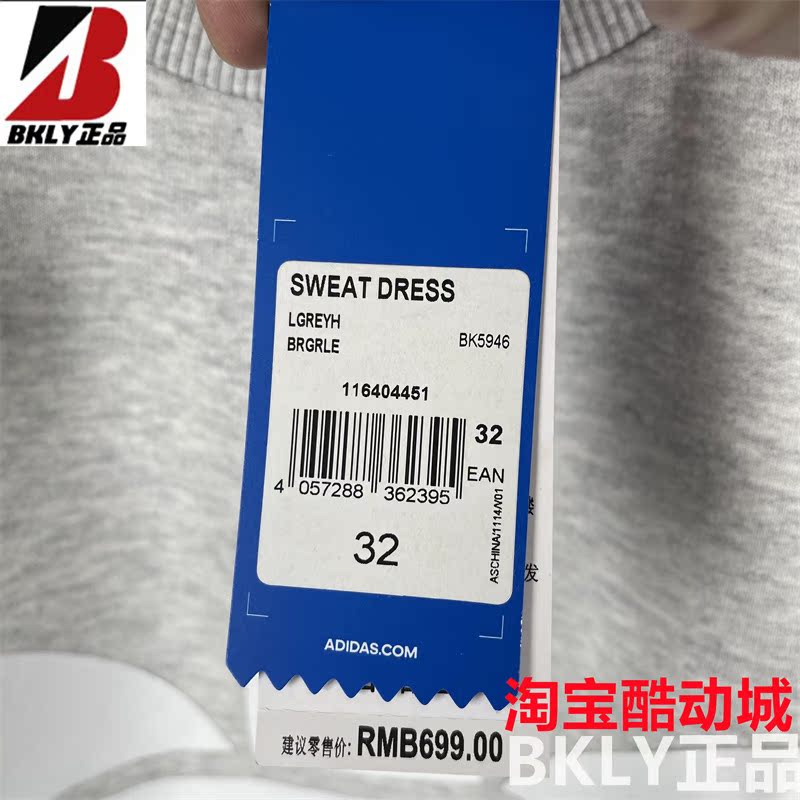 BKLY正品
SWEAT DRESS
LGREYH
BRGRLE
BK5946
116404451
32
EAN
4 057288 362395
32
ASCHINA/1114/V01
发
ADIDAS.COM
建议零售价: RMB699.00
淘宝酷动城
BKLY正品